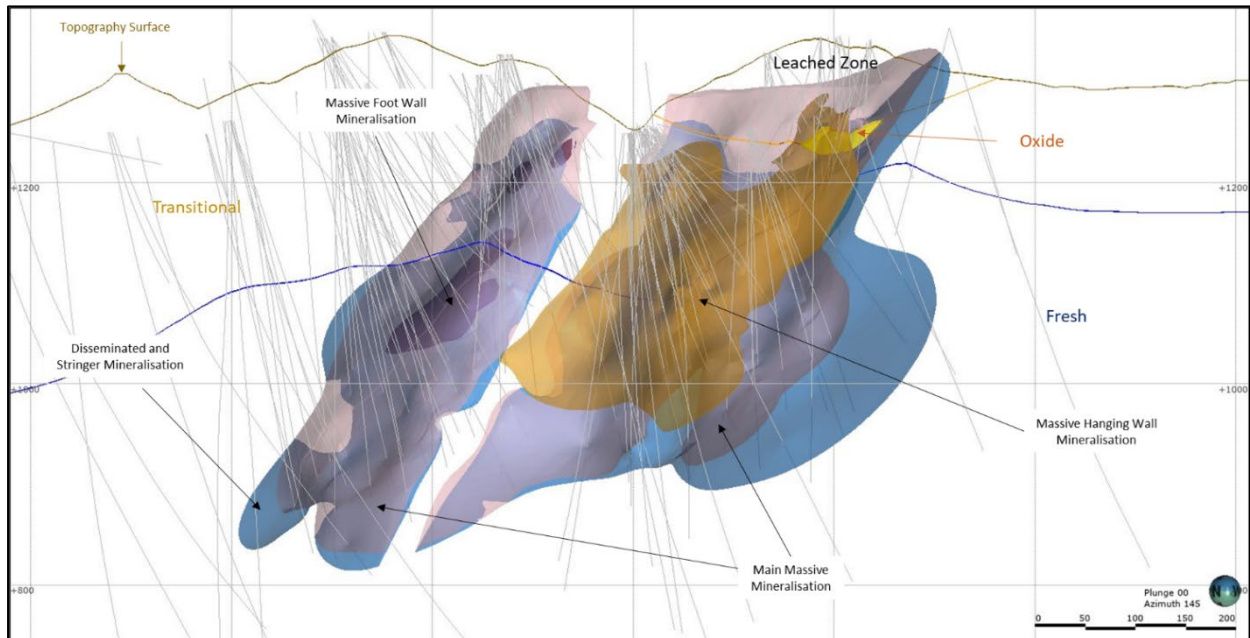 Topography Surface
Leached Zone
Massive Foot Wall
Mineralisation
Oxide
+1200
+1200
Transitional
Fresh
Disseminated and
Stringer Mineralisation
+1000
+1000
Massive Hanging Wall
Mineralisation
Main Massive
Mineralisation
+800
Plunge 00
Azimuth 145
N W
0 50 100 150 200